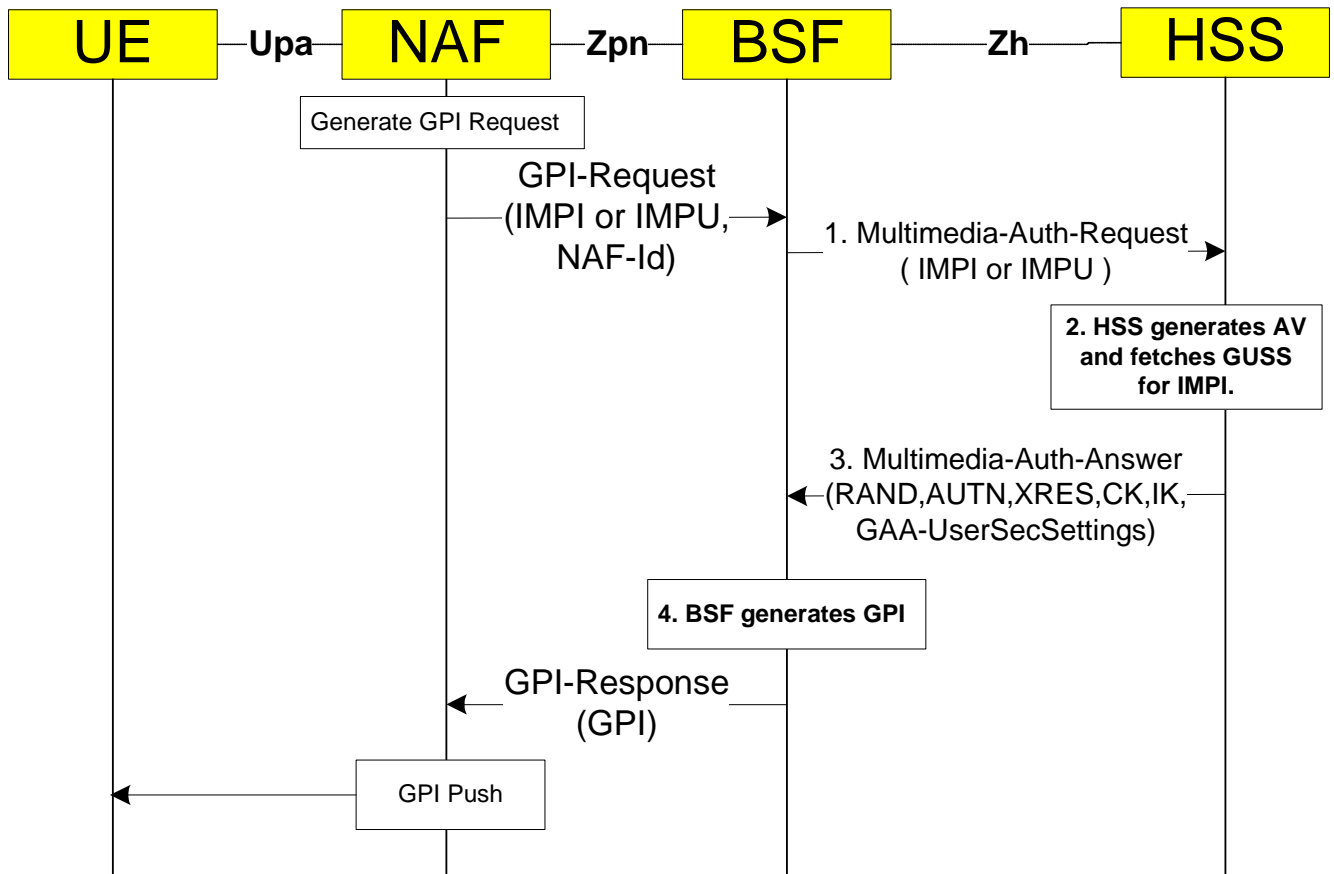 UE
Upa
NAF
Zpn
BSF
Zh
HSS
Generate GPI Request
GPI-Request
(IMPI or IMPU,
NAF-Id)
1. Multimedia-Auth-Request
( IMPI or IMPU )
2. HSS generates AV
and fetches GUSS
for IMPI.
3. Multimedia-Auth-Answer
(RAND,AUTN,XRES,CK,IK,
GAA-UserSecSettings)
4. BSF generates GPI
GPI-Response
(GPI)
GPI Push